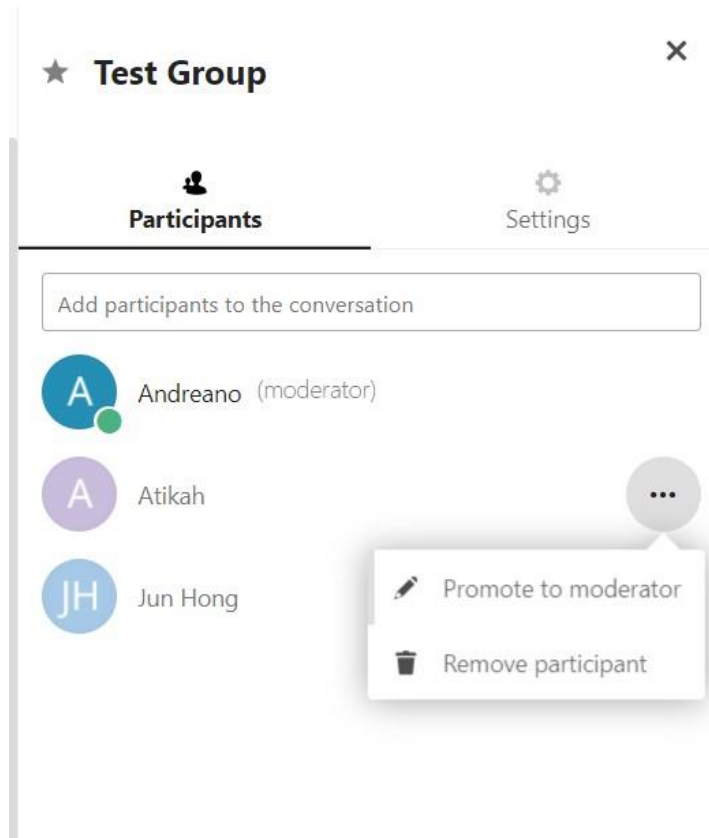 Test Group
Participants
Settings
Add participants to the conversation
A
Andreano (moderator)
A
Atikah
JH
Jun Hong
Promote to moderator
Remove participant